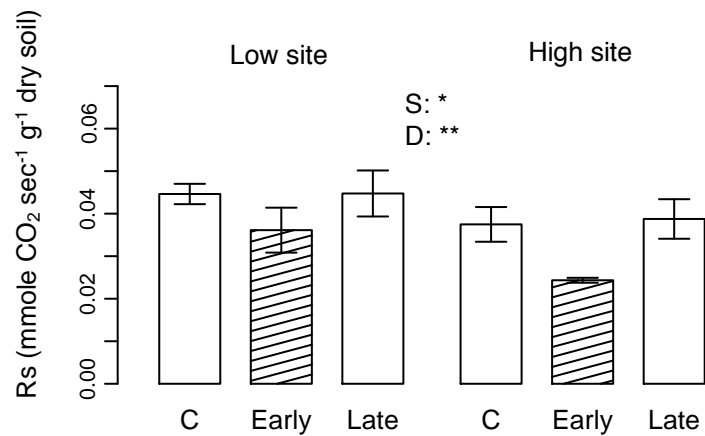 Low site
High site
S: *
D: **
Rs (mmole CO₂ sec⁻¹ g⁻¹ dry soil)
0.06
0.04
0.02
0.00
C Early Late C Early Late